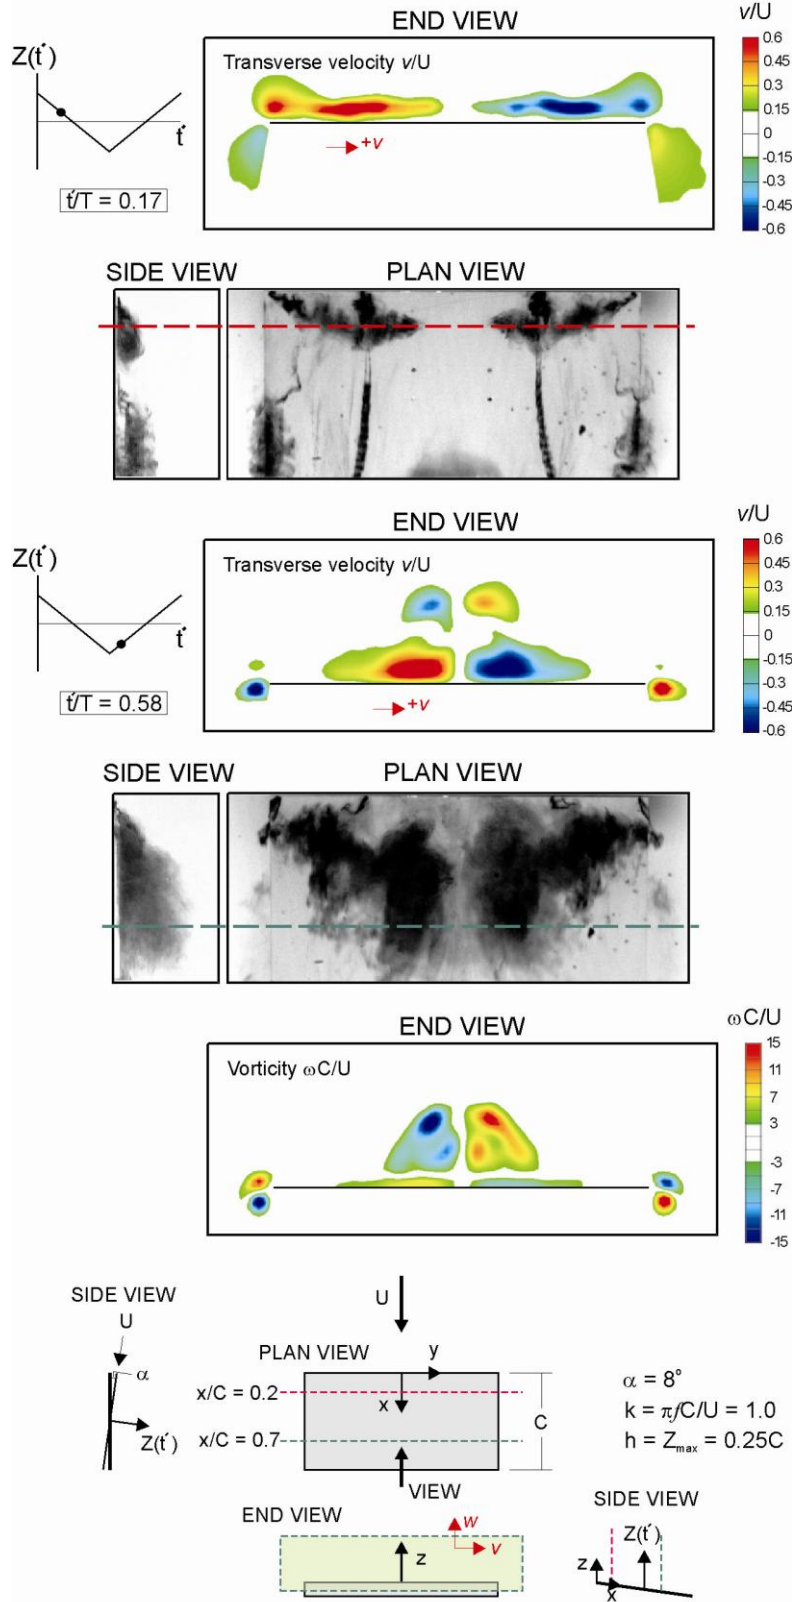 END VIEW
v/U
Z(t')
Transverse velocity v/U
0.6
0.45
0.3
0.15
0
-0.15
-0.3
-0.45
-0.6
t'
+v
t'/T = 0.17
SIDE VIEW
PLAN VIEW
END VIEW
v/U
Z(t')
Transverse velocity v/U
0.6
0.45
0.3
0.15
0
-0.15
-0.3
-0.45
-0.6
t'
+v
t'/T = 0.58
SIDE VIEW
PLAN VIEW
END VIEW
ωC/U
Vorticity ωC/U
15
11
7
3
-3
-7
-11
-15
SIDE VIEW
U
α
Z(t')
U
PLAN VIEW
y
x/C = 0.2
x
C
x/C = 0.7
VIEW
α = 8°
k = πfC/U = 1.0
h = Zmax = 0.25C
END VIEW
w
v
z
SIDE VIEW
Z(t')
z
x